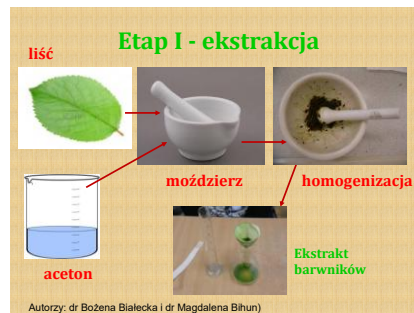 Etap I - ekstrakcja
liść
moździerz
homogenizacja
aceton
Ekstrakt
barwników
Autorzy: dr Bożena Białecka i dr Magdalena Bihun)